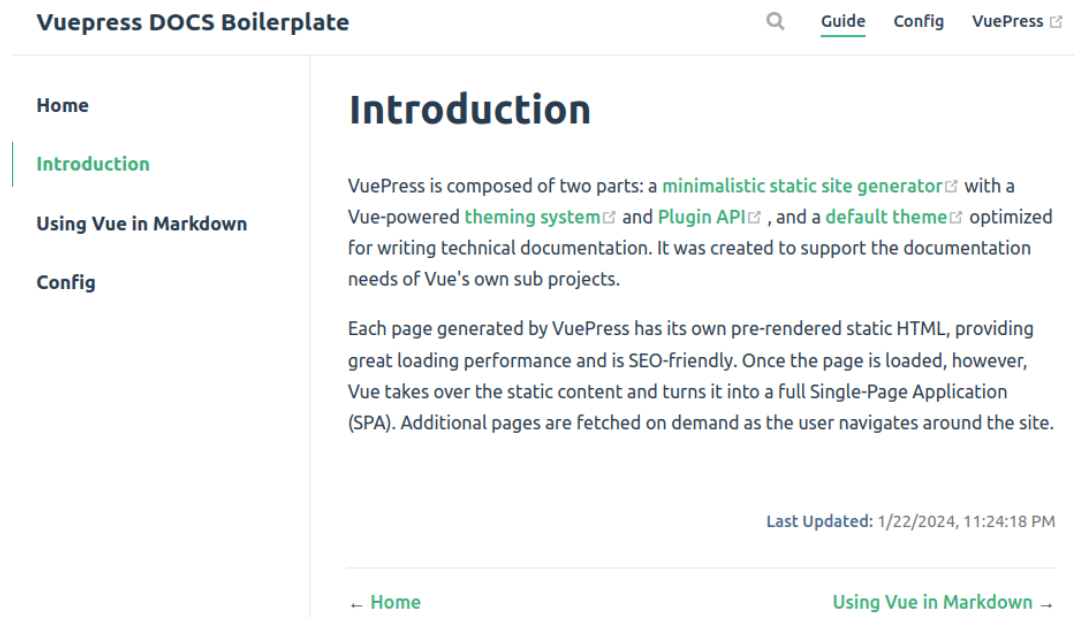 Vuepress DOCS Boilerplate
Guide Config VuePress
Home
Introduction
Using Vue in Markdown
Config
Introduction
VuePress is composed of two parts: a minimalistic static site generator with a
Vue-powered theming system and Plugin API , and a default theme optimized
for writing technical documentation. It was created to support the documentation
needs of Vue's own sub projects.
Each page generated by VuePress has its own pre-rendered static HTML, providing
great loading performance and is SEO-friendly. Once the page is loaded, however,
Vue takes over the static content and turns it into a full Single-Page Application
(SPA). Additional pages are fetched on demand as the user navigates around the site.
Last Updated: 1/22/2024, 11:24:18 PM
← Home
Using Vue in Markdown →